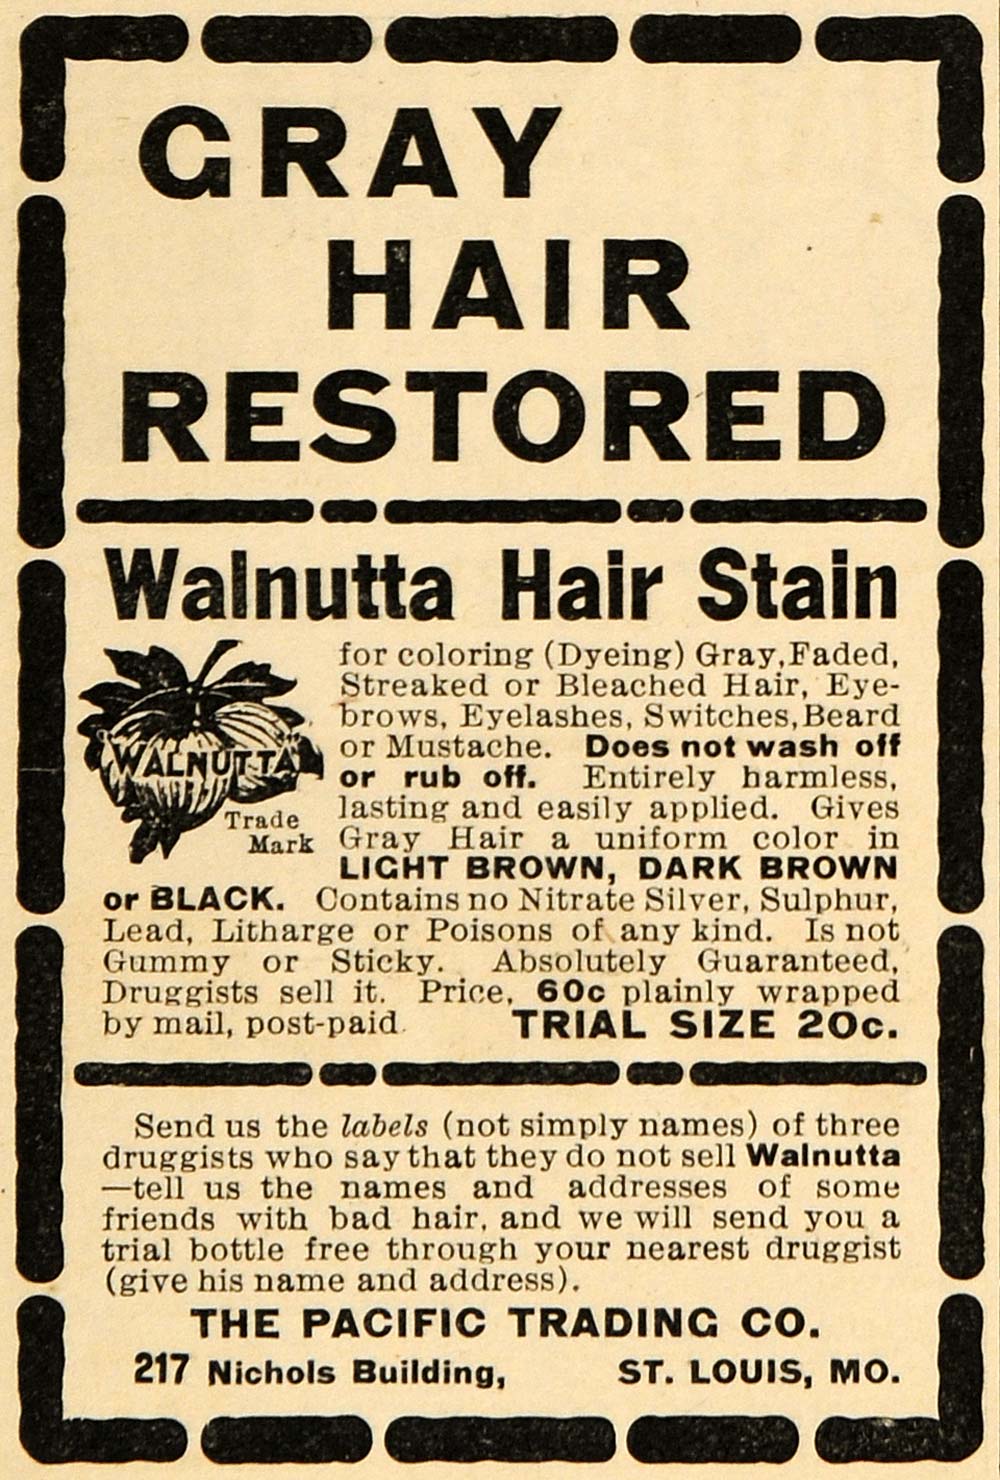 GRAY
HAIR
RESTORED
Walnutta Hair Stain
for coloring (Dyeing) Gray, Faded,
Streaked or Bleached Hair, Eye-
brows, Eyelashes, Switches, Beard
or Mustache. Does not wash off
or rub off. Entirely harmless,
lasting and easily applied. Gives
Gray Hair a uniform color in
LIGHT BROWN, DARK BROWN
"WALNUTTA"
Trade
Mark
or BLACK. Contains no Nitrate Silver, Sulphur,
Lead, Litharge or Poisons of any kind. Is not
Gummy or Sticky. Absolutely Guaranteed,
Druggists sell it. Price, 60c plainly wrapped
by mail, post-paid. TRIAL SIZE 20c.
Send us the labels (not simply names) of three
druggists who say that they do not sell Walnutta
—tell us the names and addresses of some
friends with bad hair, and we will send you a
trial bottle free through your nearest druggist
(give his name and address).
THE PACIFIC TRADING CO.
217 Nichols Building, ST. LOUIS, MO.